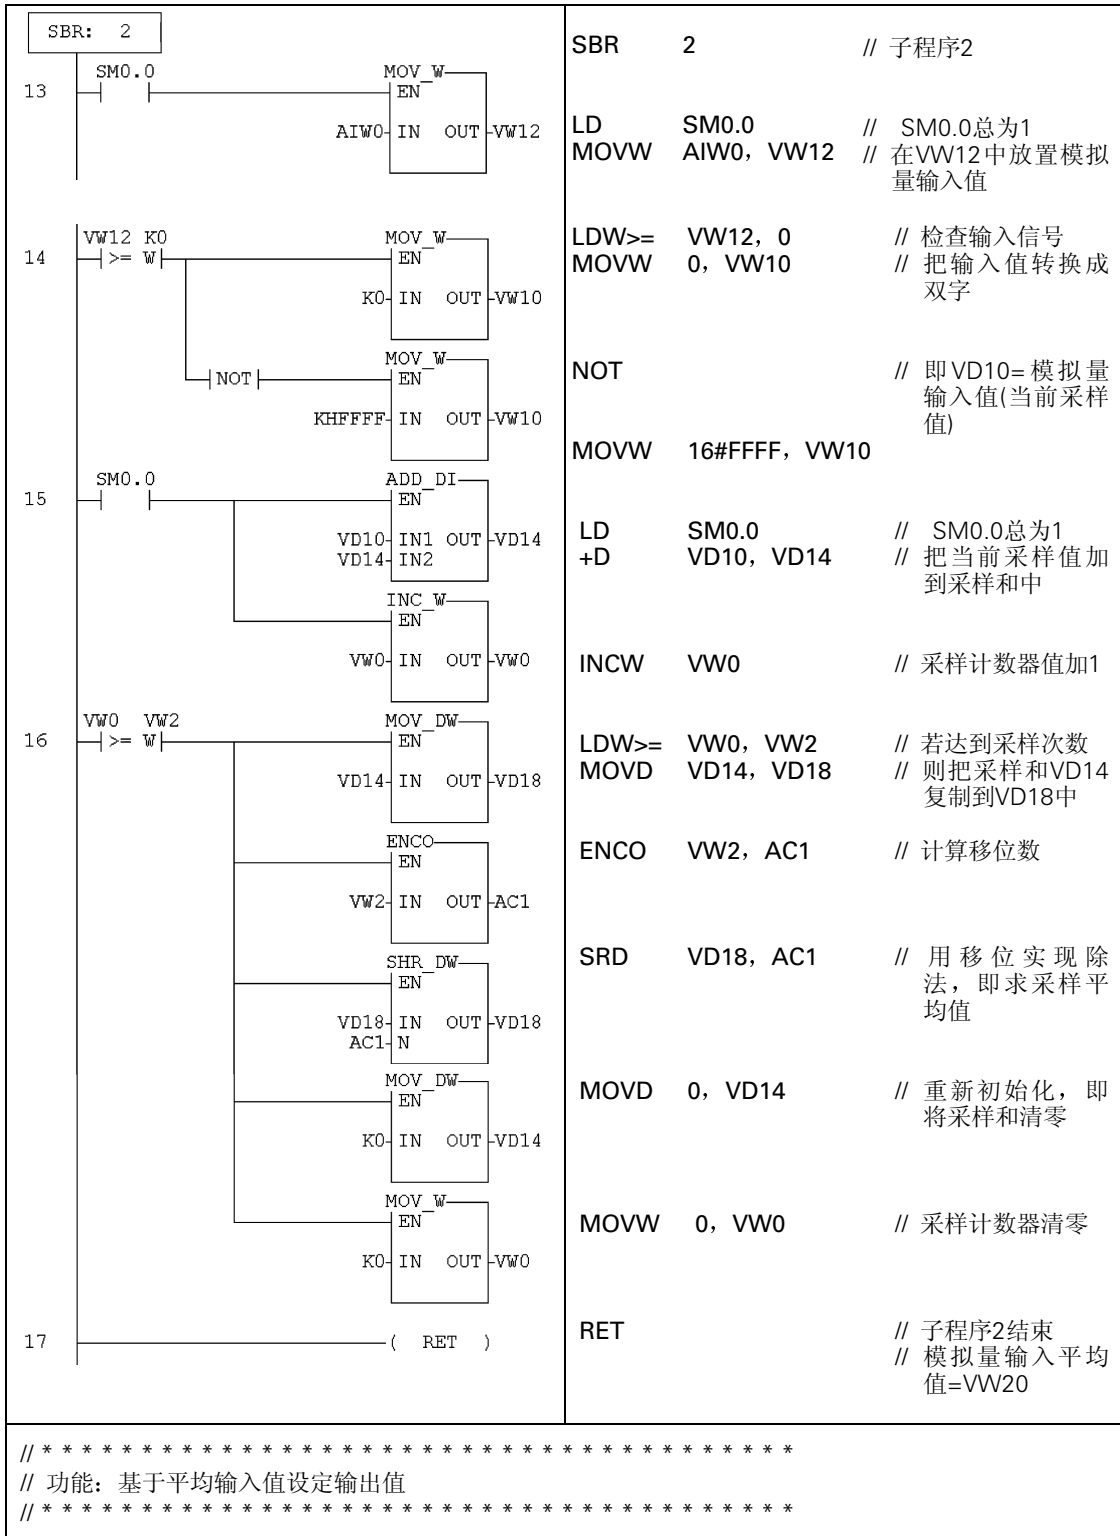 SBR: 2
13
SM0.0
MOV_W
EN
AIW0 IN OUT VW12
14
VW12 K0
>= W
MOV_W
EN
K0 IN OUT VW10
NOT
MOV_W
EN
KHFFFF IN OUT VW10
15
SM0.0
ADD_DI
EN
VD10 IN1 OUT VD14
VD14 IN2
INC_W
EN
VW0 IN OUT VW0
16
VW0 VW2
>= W
MOV_DW
EN
VD14 IN OUT VD18
ENCO
EN
VW2 IN OUT AC1
SHR_DW
EN
VD18 IN OUT VD18
AC1 N
MOV_DW
EN
K0 IN OUT VD14
MOV_W
EN
K0 IN OUT VW0
17
( RET )
SBR 2 // 子程序2
LD SM0.0 // SM0.0总为1
MOVW AIW0，VW12 // 在VW12中放置模拟
量输入值
LDW>= VW12，0 // 检查输入信号
MOVW 0，VW10 // 把输入值转换成
双字
NOT // 即VD10=模拟量
输入值(当前采样
值)
MOVW 16#FFFF，VW10
LD SM0.0 // SM0.0总为1
+D VD10，VD14 // 把当前采样值加
到采样和中
INCW VW0 // 采样计数器值加1
LDW>= VW0，VW2 // 若达到采样次数
MOVD VD14，VD18 // 则把采样和VD14
复制到VD18中
ENCO VW2，AC1 // 计算移位数
SRD VD18，AC1 // 用移位实现除
法，即求采样平
均值
MOVD 0，VD14 // 重新初始化，即
将采样和清零
MOVW 0，VW0 // 采样计数器清零
RET // 子程序2结束
// 模拟量输入平均
值=VW20
// * * * * * * * * * * * * * * * * * * * * * * * * * * * * * * * * * * * * * *
// 功能：基于平均输入值设定输出值
// * * * * * * * * * * * * * * * * * * * * * * * * * * * * * * * * * * * * * *